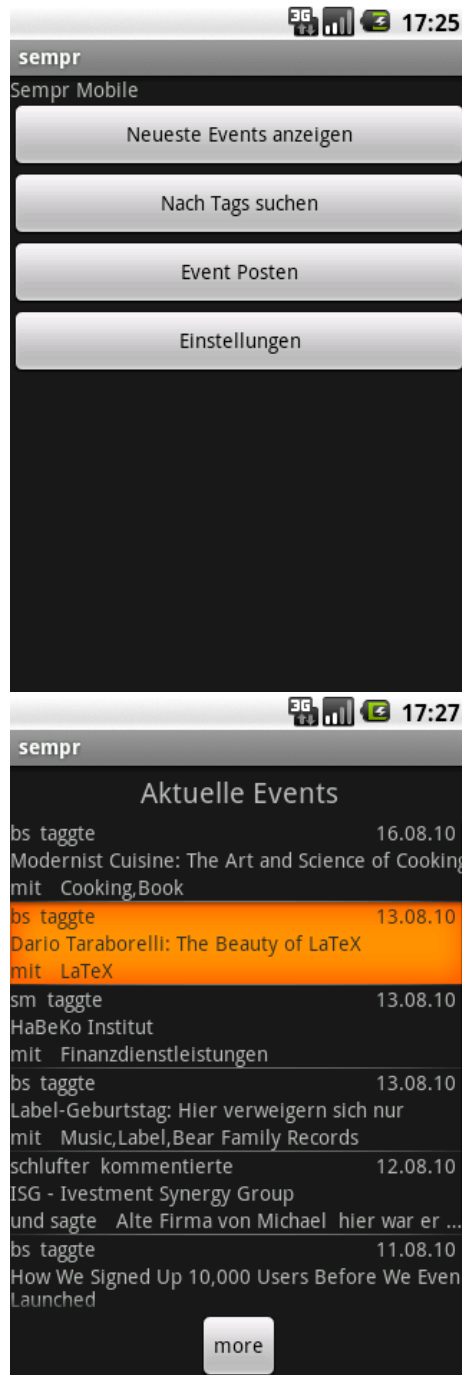 3G 17:25
sempr
Sempr Mobile
Neueste Events anzeigen
Nach Tags suchen
Event Posten
Einstellungen
3G 17:27
sempr
Aktuelle Events
bs taggte 16.08.10
Modernist Cuisine: The Art and Science of Cooking
mit Cooking,Book
bs taggte 13.08.10
Dario Taraborelli: The Beauty of LaTeX
mit LaTeX
sm taggte 13.08.10
HaBeKo Institut
mit Finanzdienstleistungen
bs taggte 13.08.10
Label-Geburtstag: Hier verweigern sich nur
mit Music,Label,Bear Family Records
schlufter kommentierte 12.08.10
ISG - Ivestment Synergy Group
und sagte Alte Firma von Michael hier war er ...
bs taggte 11.08.10
How We Signed Up 10,000 Users Before We Even
Launched
more